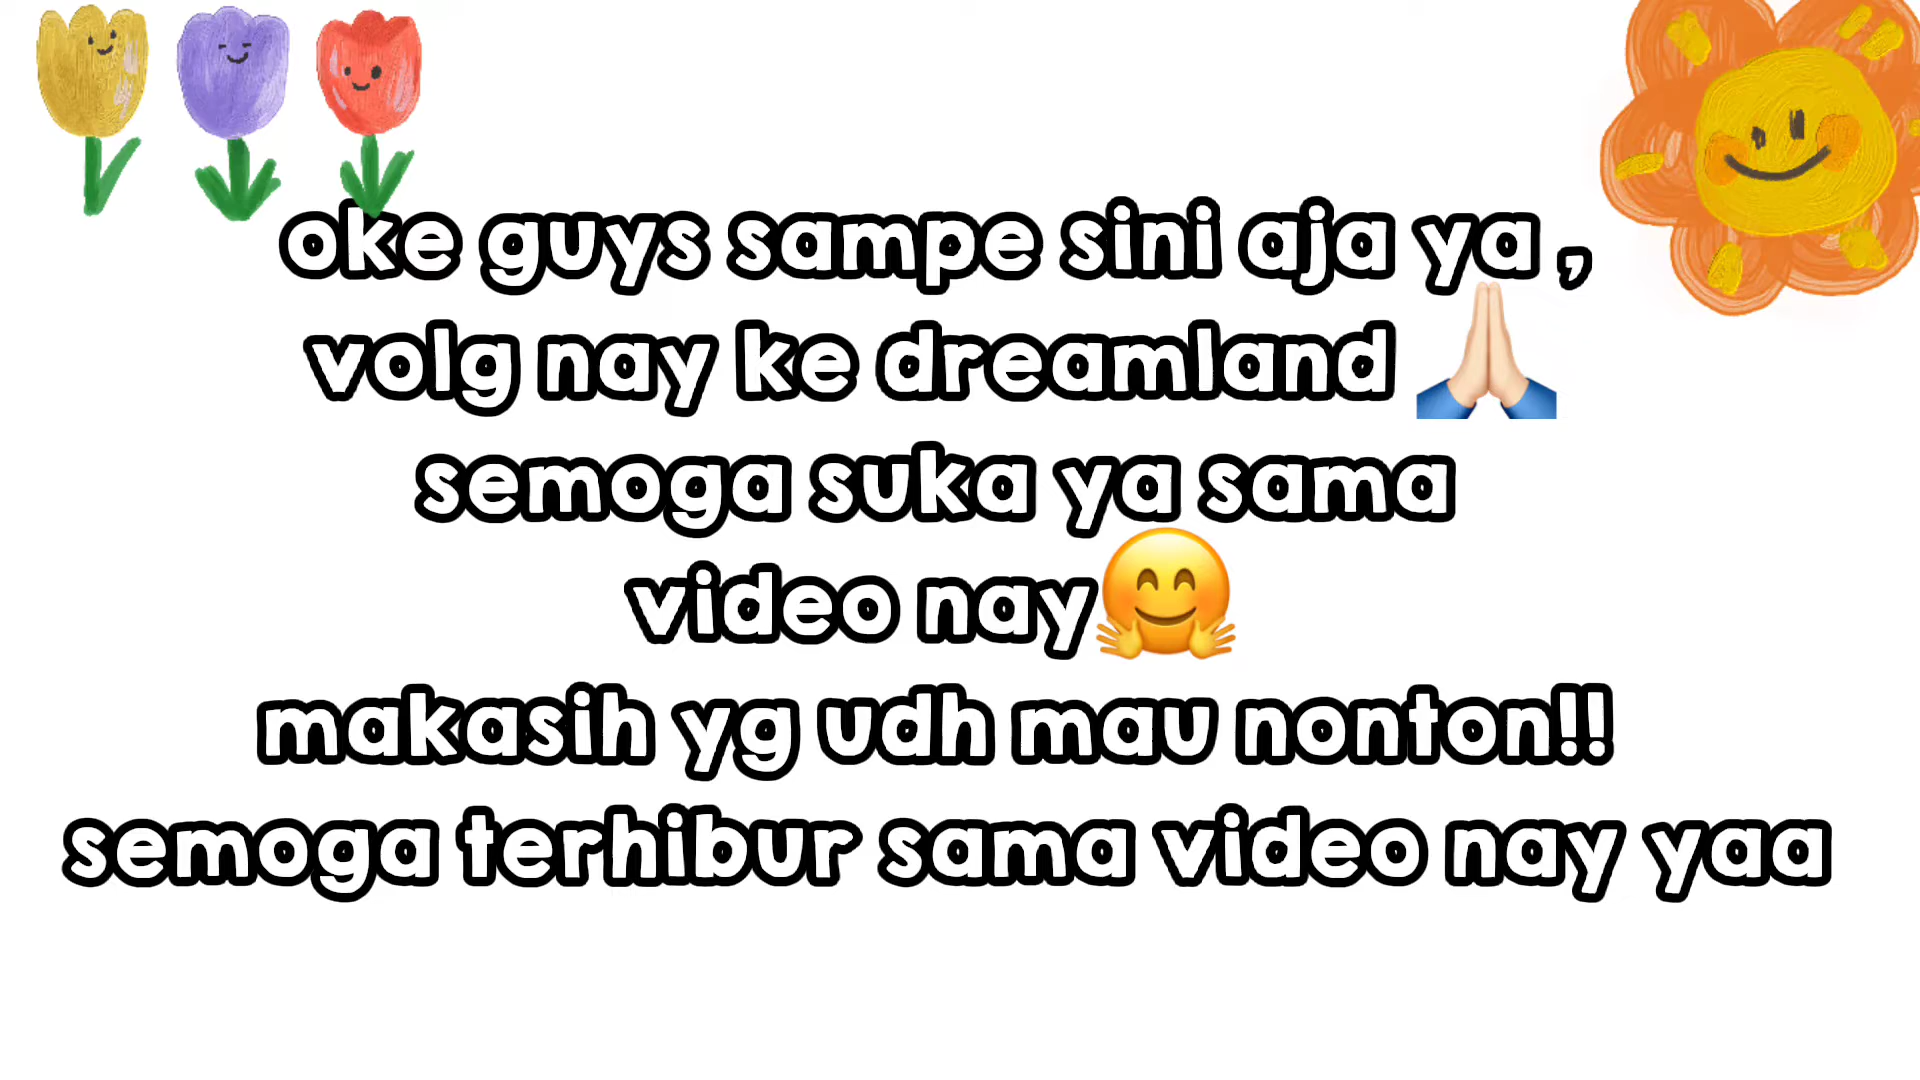 oke guys sampe sini aja ya ,
volg nay ke dreamland 🙏🏻
semoga suka ya sama
video nay🤗
makasih yg udh mau nonton!!
semoga terhibur sama video nay yaa